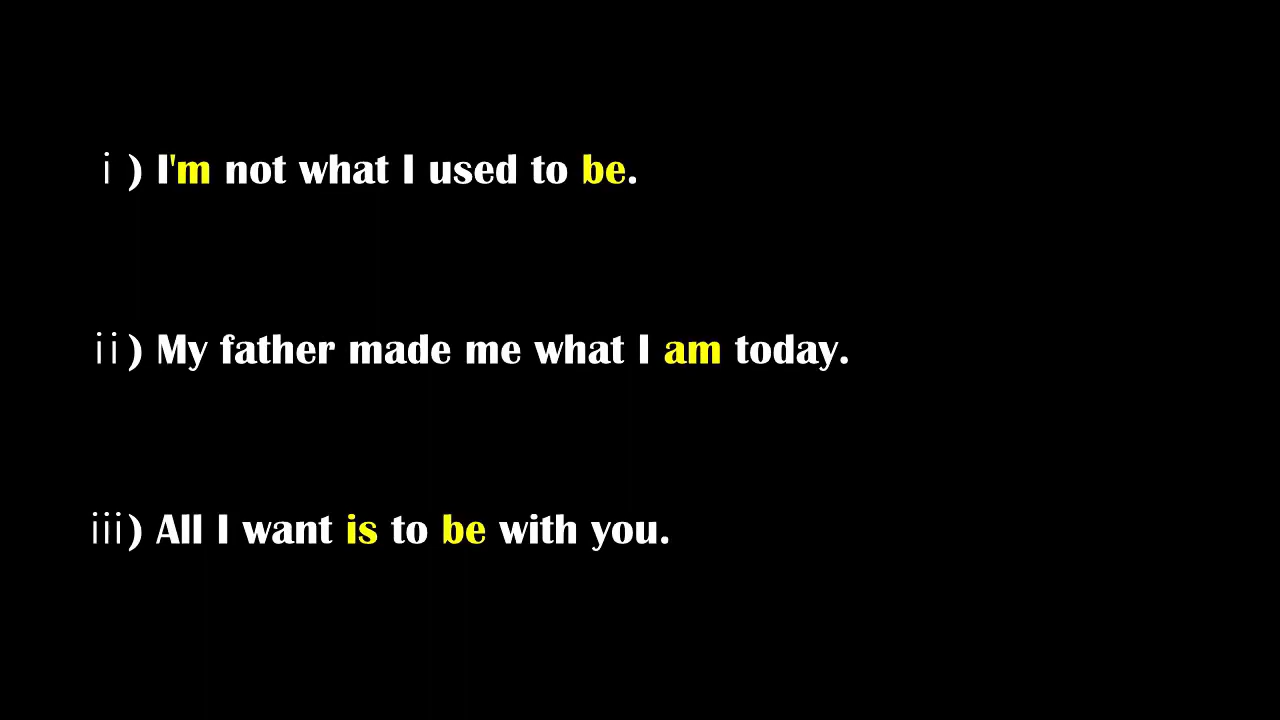 ⅰ) I'm not what I used to be.
ⅱ) My father made me what I am today.
ⅲ) All I want is to be with you.